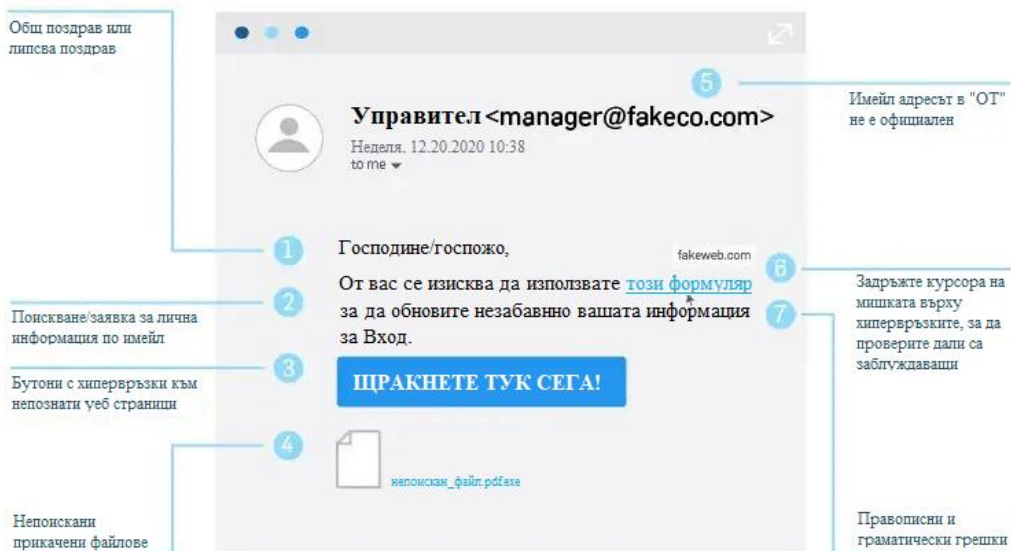 Общ поздрав или
липсва поздрав
5
Имейл адресът в "ОТ"
не е официален
Управител <manager@fakeco.com>
Неделя, 12.20.2020 10:38
to me
1
Господине/госпожо,
fakeweb.com
6
От вас се изисква да използвате този формуляр
2
за да обновите незабавнно вашата информация
7
за Вход.
Задръжте курсора на
мишката върху
хипервръзките, за да
проверите дали са
заблуждаващи
Поискване/заявка за лична
информация по имейл
3
ЩРАКНЕТЕ ТУК СЕГА!
Бутони с хипервръзки към
непознати уеб страници
4
непоискан_файл.pdf.exe
Непоискани
прикачени файлове
Правописни и
граматически грешки